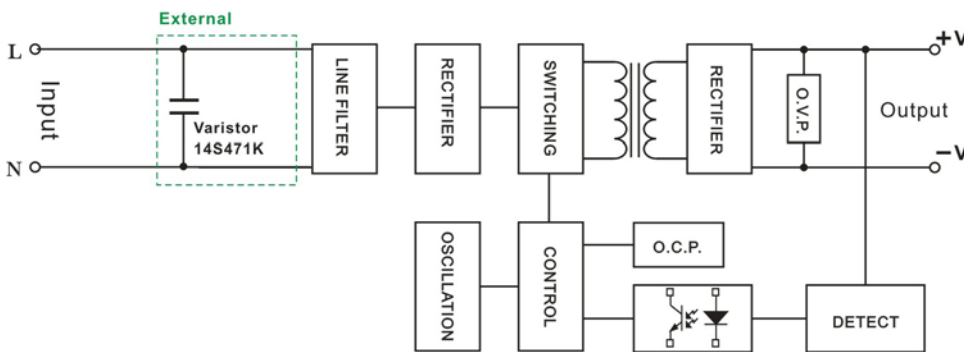 External
L
Input
N
Varistor
14S471K
LINE FILTER
RECTIFIER
SWITCHING
RECTIFIER
O.V.P.
+V
Output
−V
OSCILLATION
CONTROL
O.C.P.
DETECT